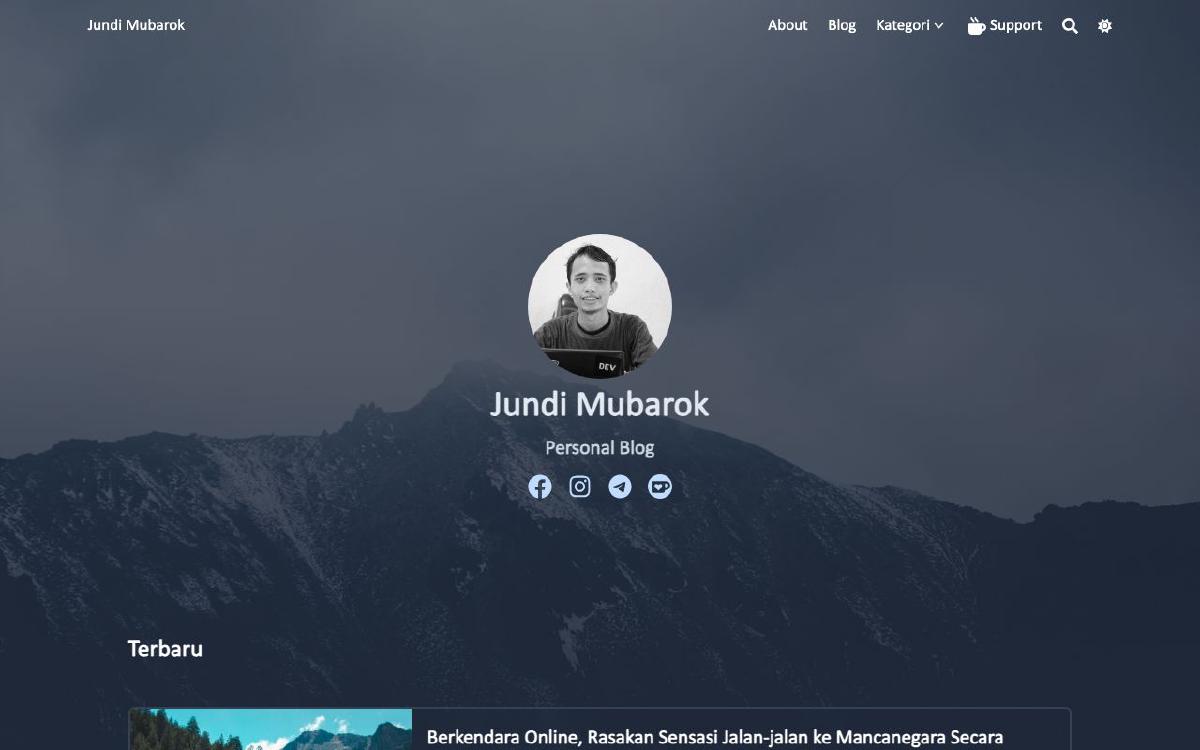 Jundi Mubarok
About Blog Kategori Support
DEV
Jundi Mubarok
Personal Blog
Terbaru
Berkendara Online, Rasakan Sensasi Jalan-jalan ke Mancanegara Secara